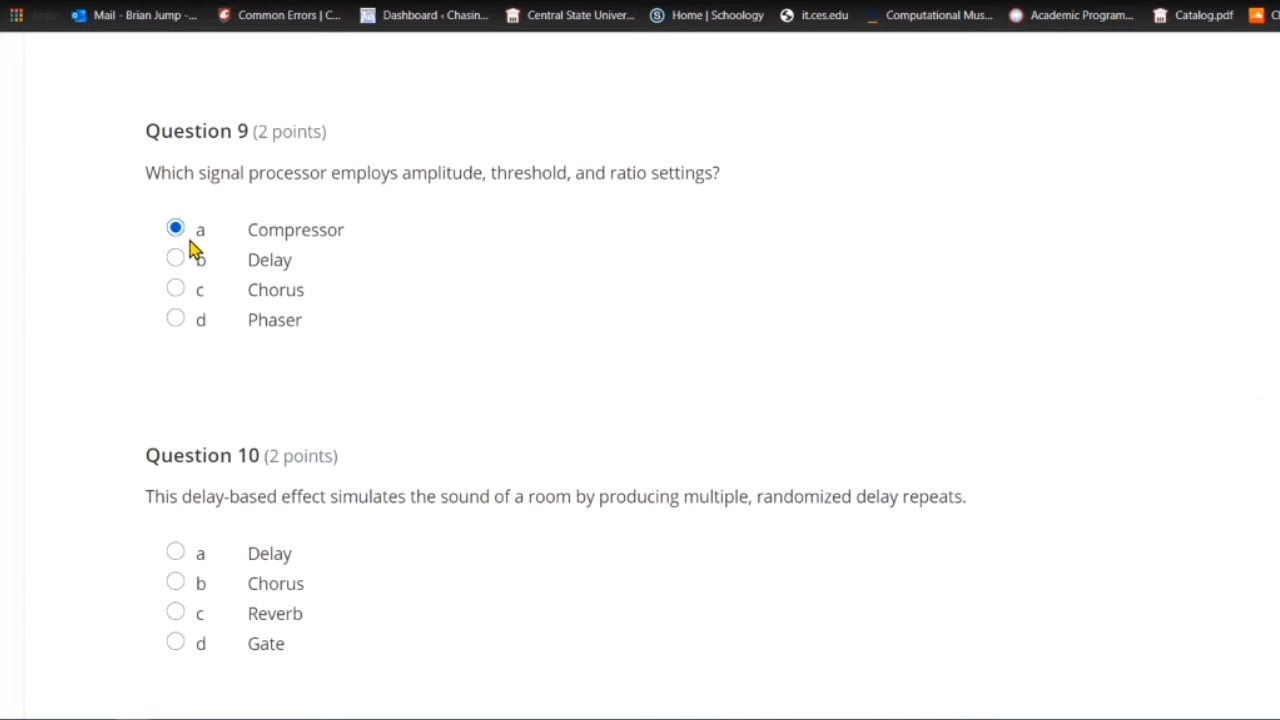 Mail - Brian Jump -... Common Errors | C... Dashboard ‹ Chasin... Central State Univer... Home | Schoology it.ces.edu Computational Mus... Academic Program... Catalog.pdf
Question 9 (2 points)
Which signal processor employs amplitude, threshold, and ratio settings?
a Compressor
b Delay
c Chorus
d Phaser
Question 10 (2 points)
This delay-based effect simulates the sound of a room by producing multiple, randomized delay repeats.
a Delay
b Chorus
c Reverb
d Gate